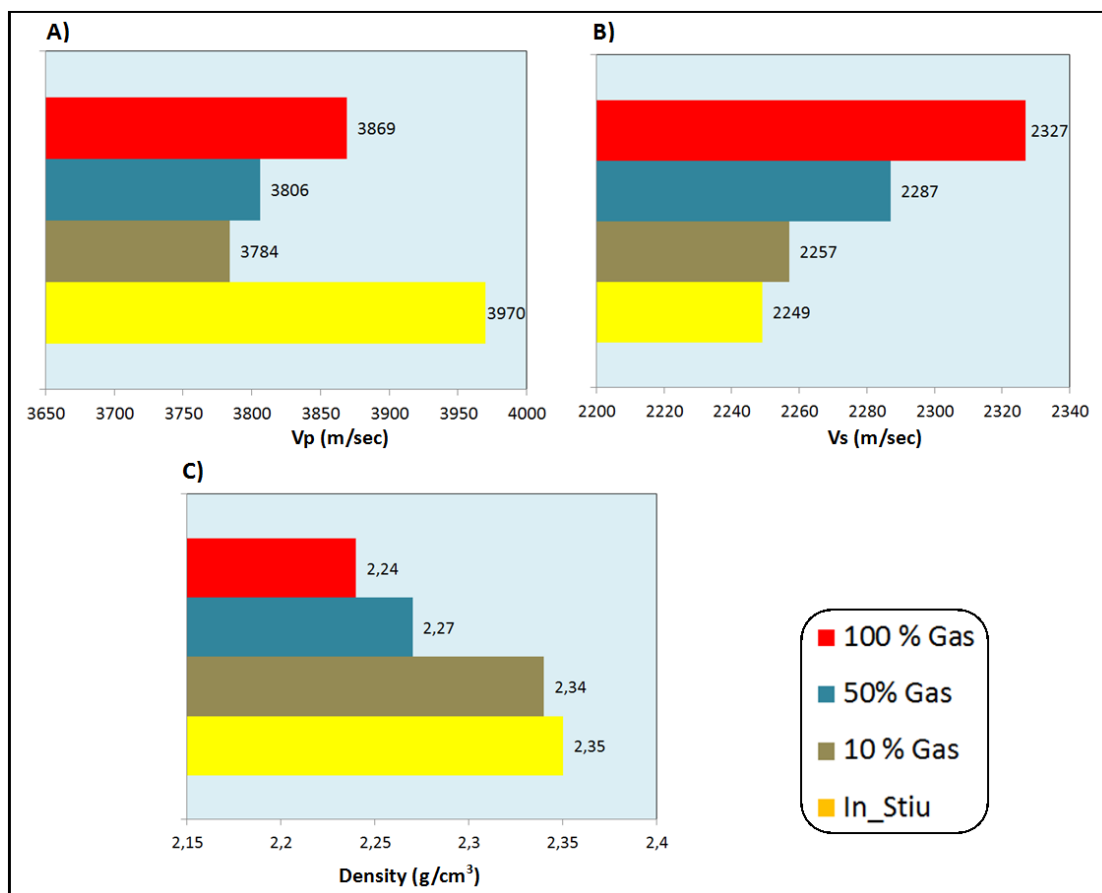 A)
3869
3806
3784
3970
3650 3700 3750 3800 3850 3900 3950 4000
Vp (m/sec)
B)
2327
2287
2257
2249
2200 2220 2240 2260 2280 2300 2320 2340
Vs (m/sec)
C)
2,24
2,27
2,34
2,35
2,15 2,2 2,25 2,3 2,35 2,4
Density (g/cm³)
100 % Gas
50% Gas
10 % Gas
In_Stiu